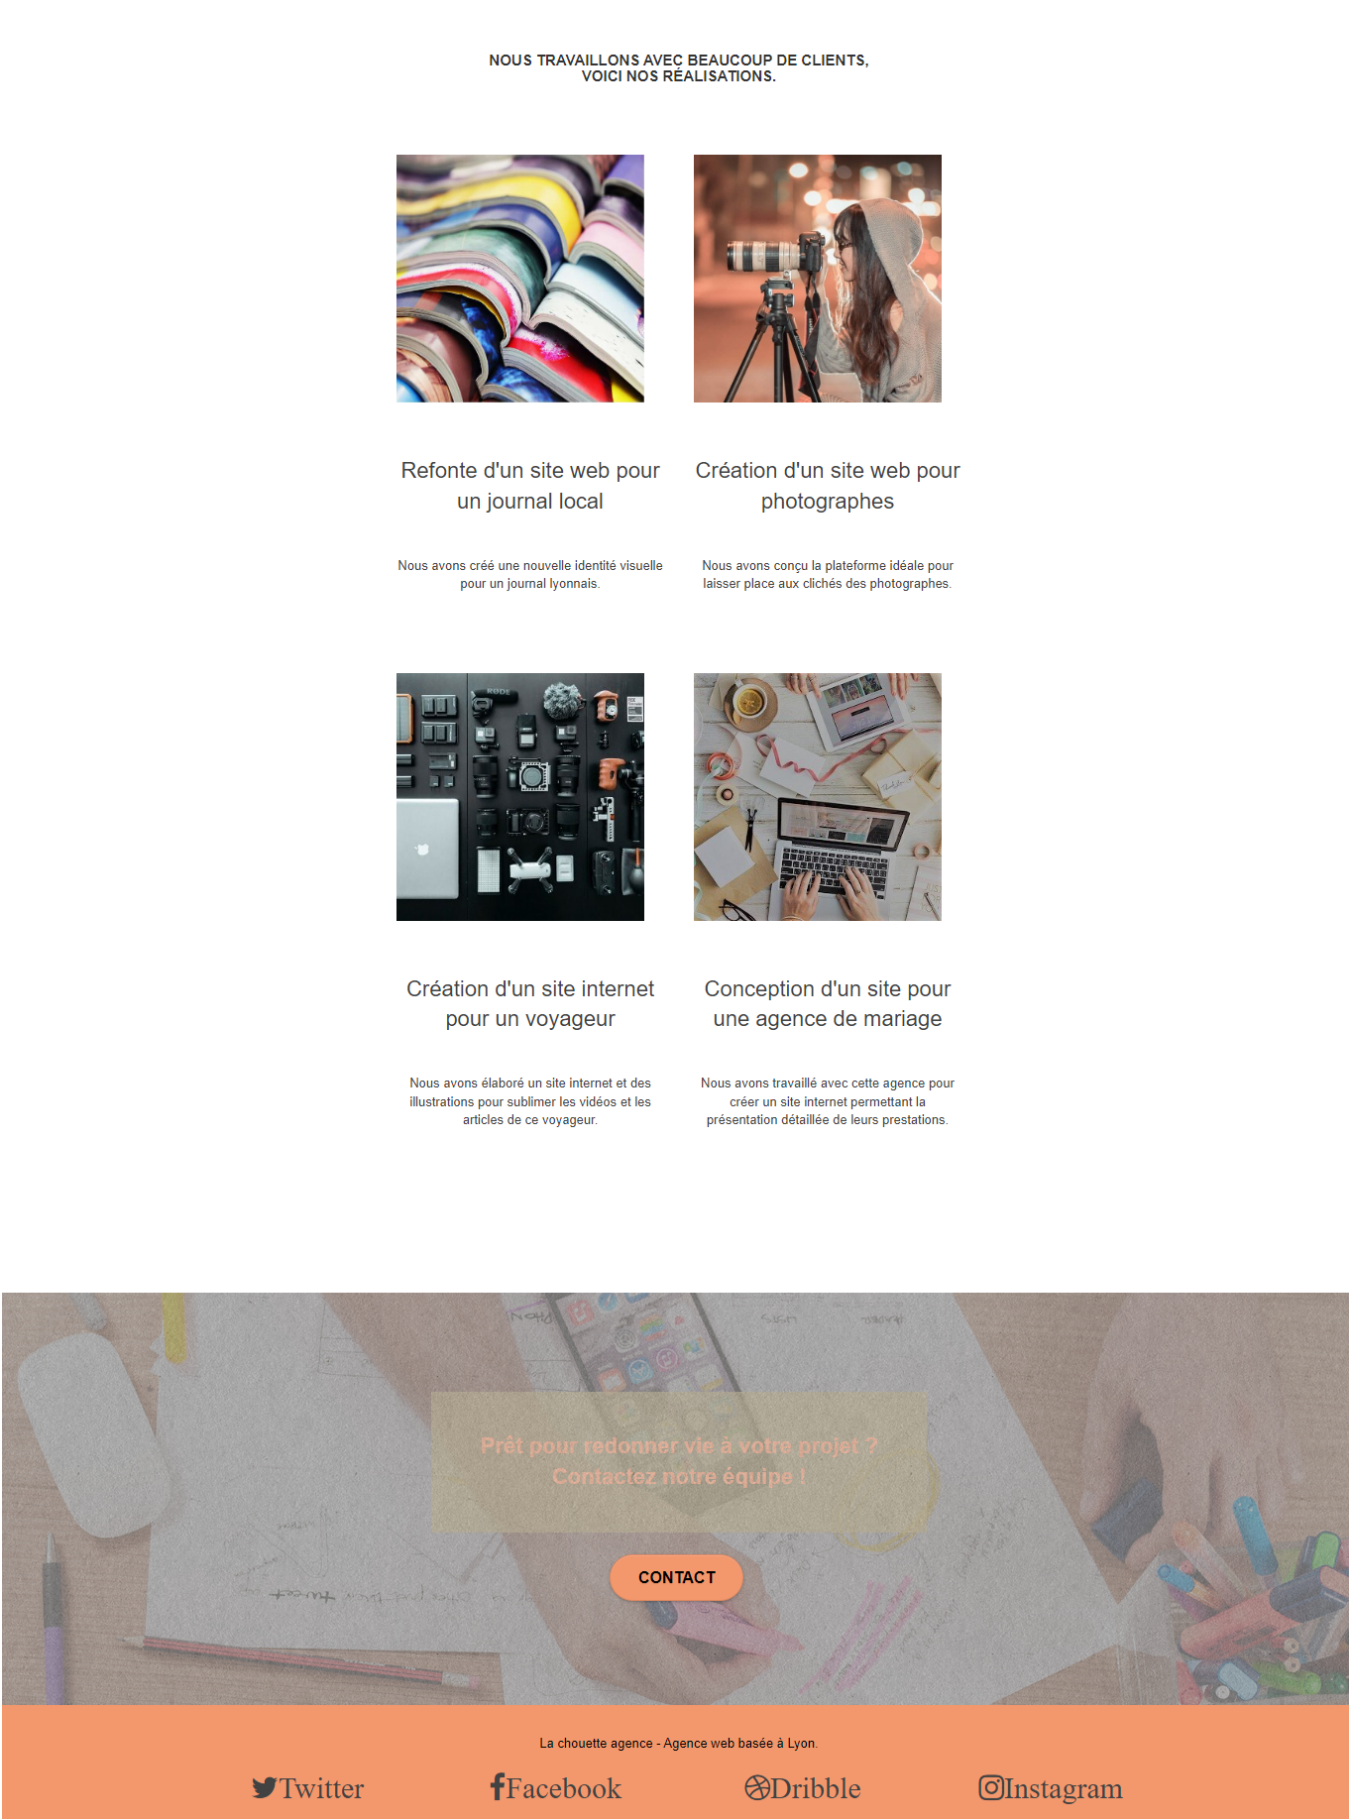 NOUS TRAVAILLONS AVEC BEAUCOUP DE CLIENTS,
VOICI NOS RÉALISATIONS.
Refonte d'un site web pour
un journal local
Création d'un site web pour
photographes
Nous avons créé une nouvelle identité visuelle
pour un journal lyonnais.
Nous avons conçu la plateforme idéale pour
laisser place aux clichés des photographes.
RØDE
Création d'un site internet
pour un voyageur
Conception d'un site pour
une agence de mariage
Nous avons élaboré un site internet et des
illustrations pour sublimer les vidéos et les
articles de ce voyageur.
Nous avons travaillé avec cette agence pour
créer un site internet permettant la
présentation détaillée de leurs prestations.
Prêt pour redonner vie à votre projet ?
Contactez notre équipe !
CONTACT
La chouette agence - Agence web basée à Lyon.
Twitter
Facebook
Dribble
Instagram